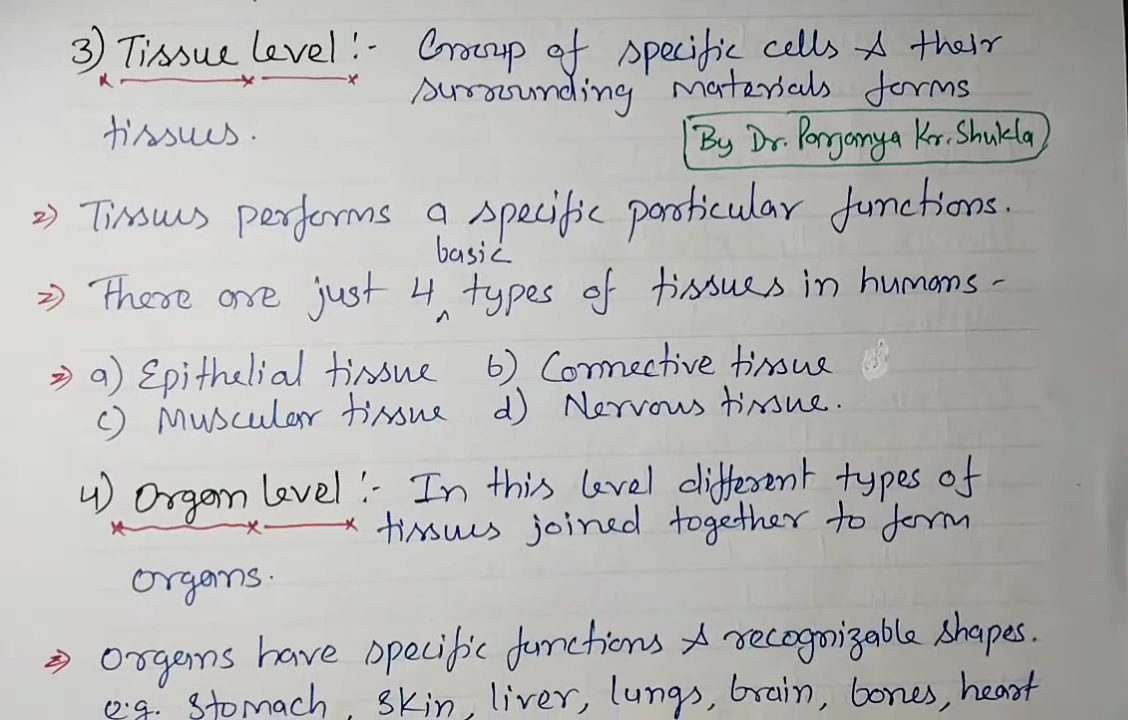 3) Tissue level :- Group of specific cells & their
surrounding materials forms
tissues.
By Dr. Parjanya Kr. Shukla
=> Tissues performs a specific particular functions.
basic
=> There are just 4 ^ types of tissues in humans -
=> a) Epithelial tissue b) Connective tissue
c) Muscular tissue d) Nervous tissue.
4) Organ level :- In this level different types of
tissues joined together to form
organs.
=> Organs have specific functions & recognizable shapes.
e.g. Stomach, Skin, liver, lungs, brain, bones, heart